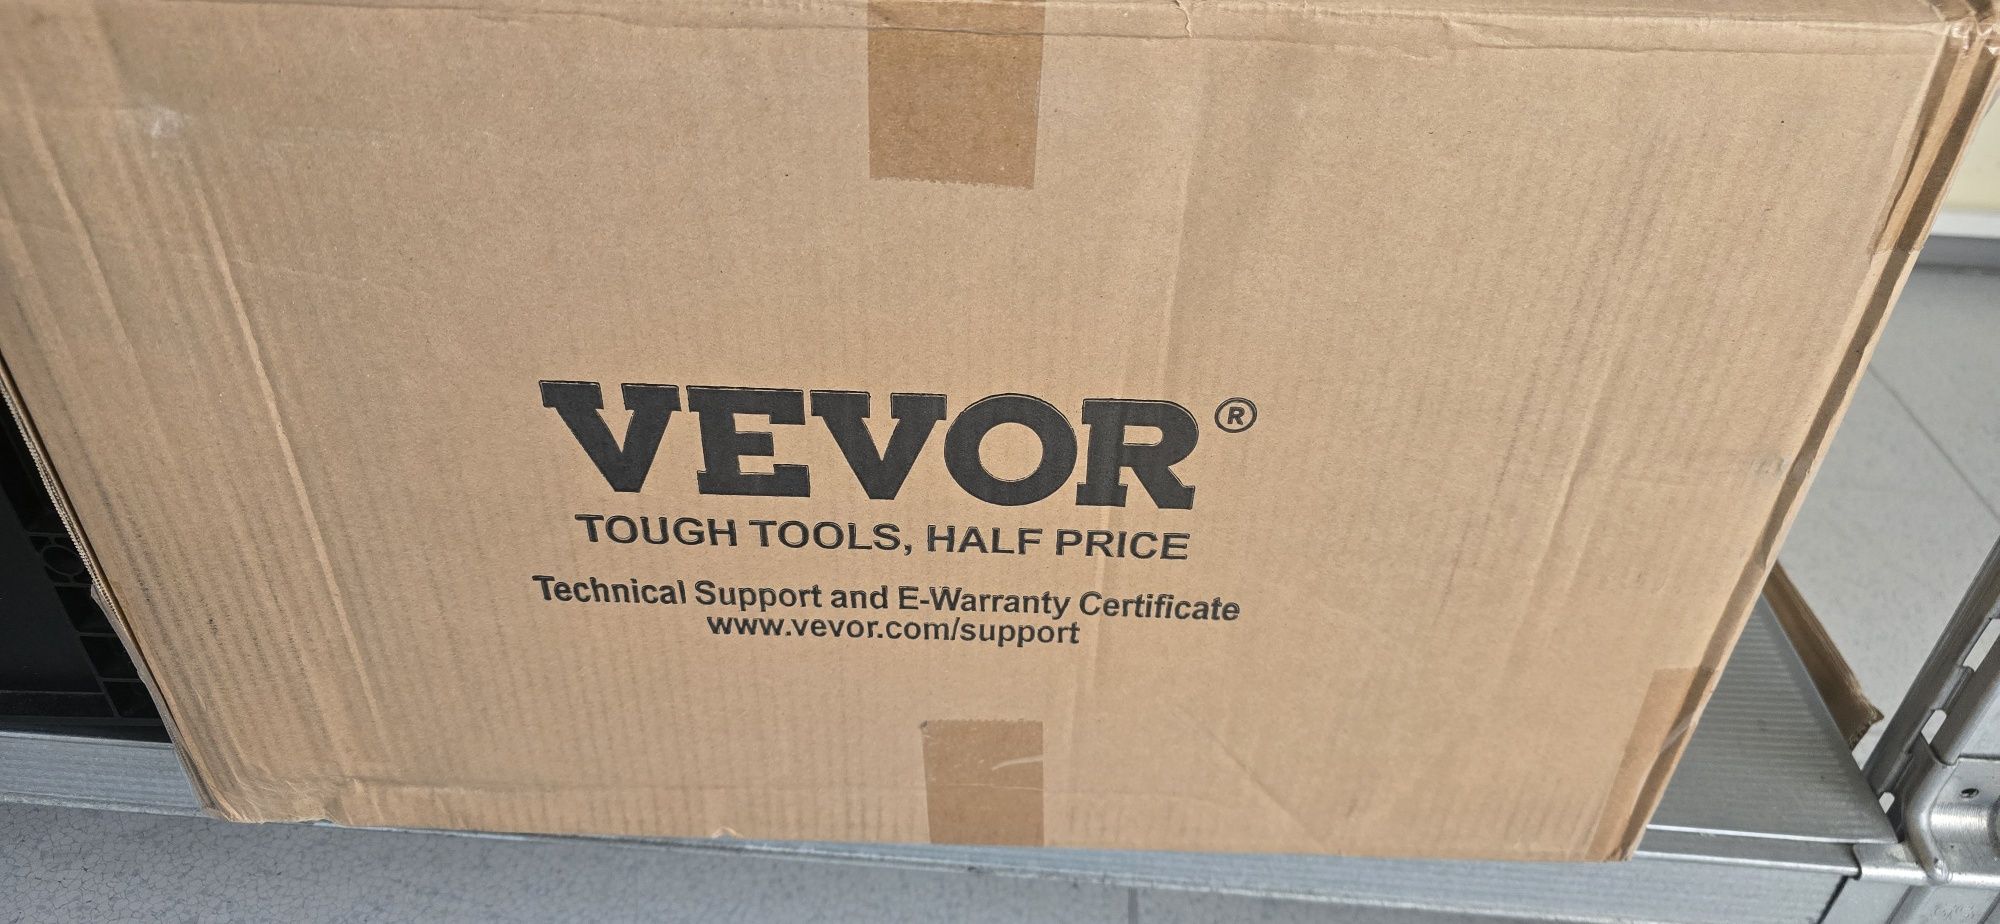 VEVOR®
TOUGH TOOLS, HALF PRICE
Technical Support and E-Warranty Certificate
www.vevor.com/support